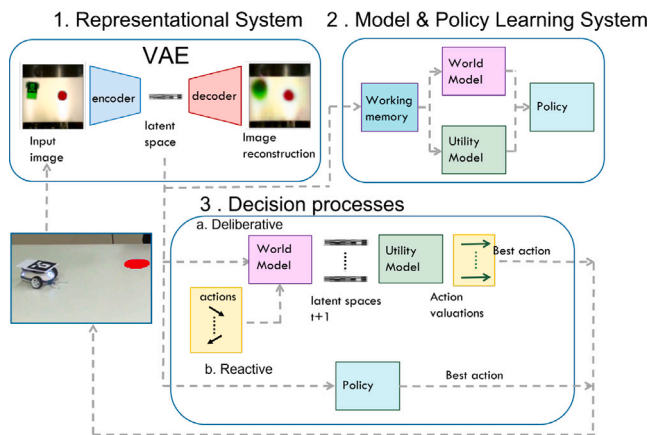 1. Representational System
2 . Model & Policy Learning System
VAE
encoder
decoder
latent
space
Input
image
Image
reconstruction
World
Model
Working
memory
Policy
Utility
Model
3 . Decision processes
a. Deliberative
World
Model
Utility
Model
Best action
actions
latent spaces
t+1
Action
valuations
b. Reactive
Policy
Best action